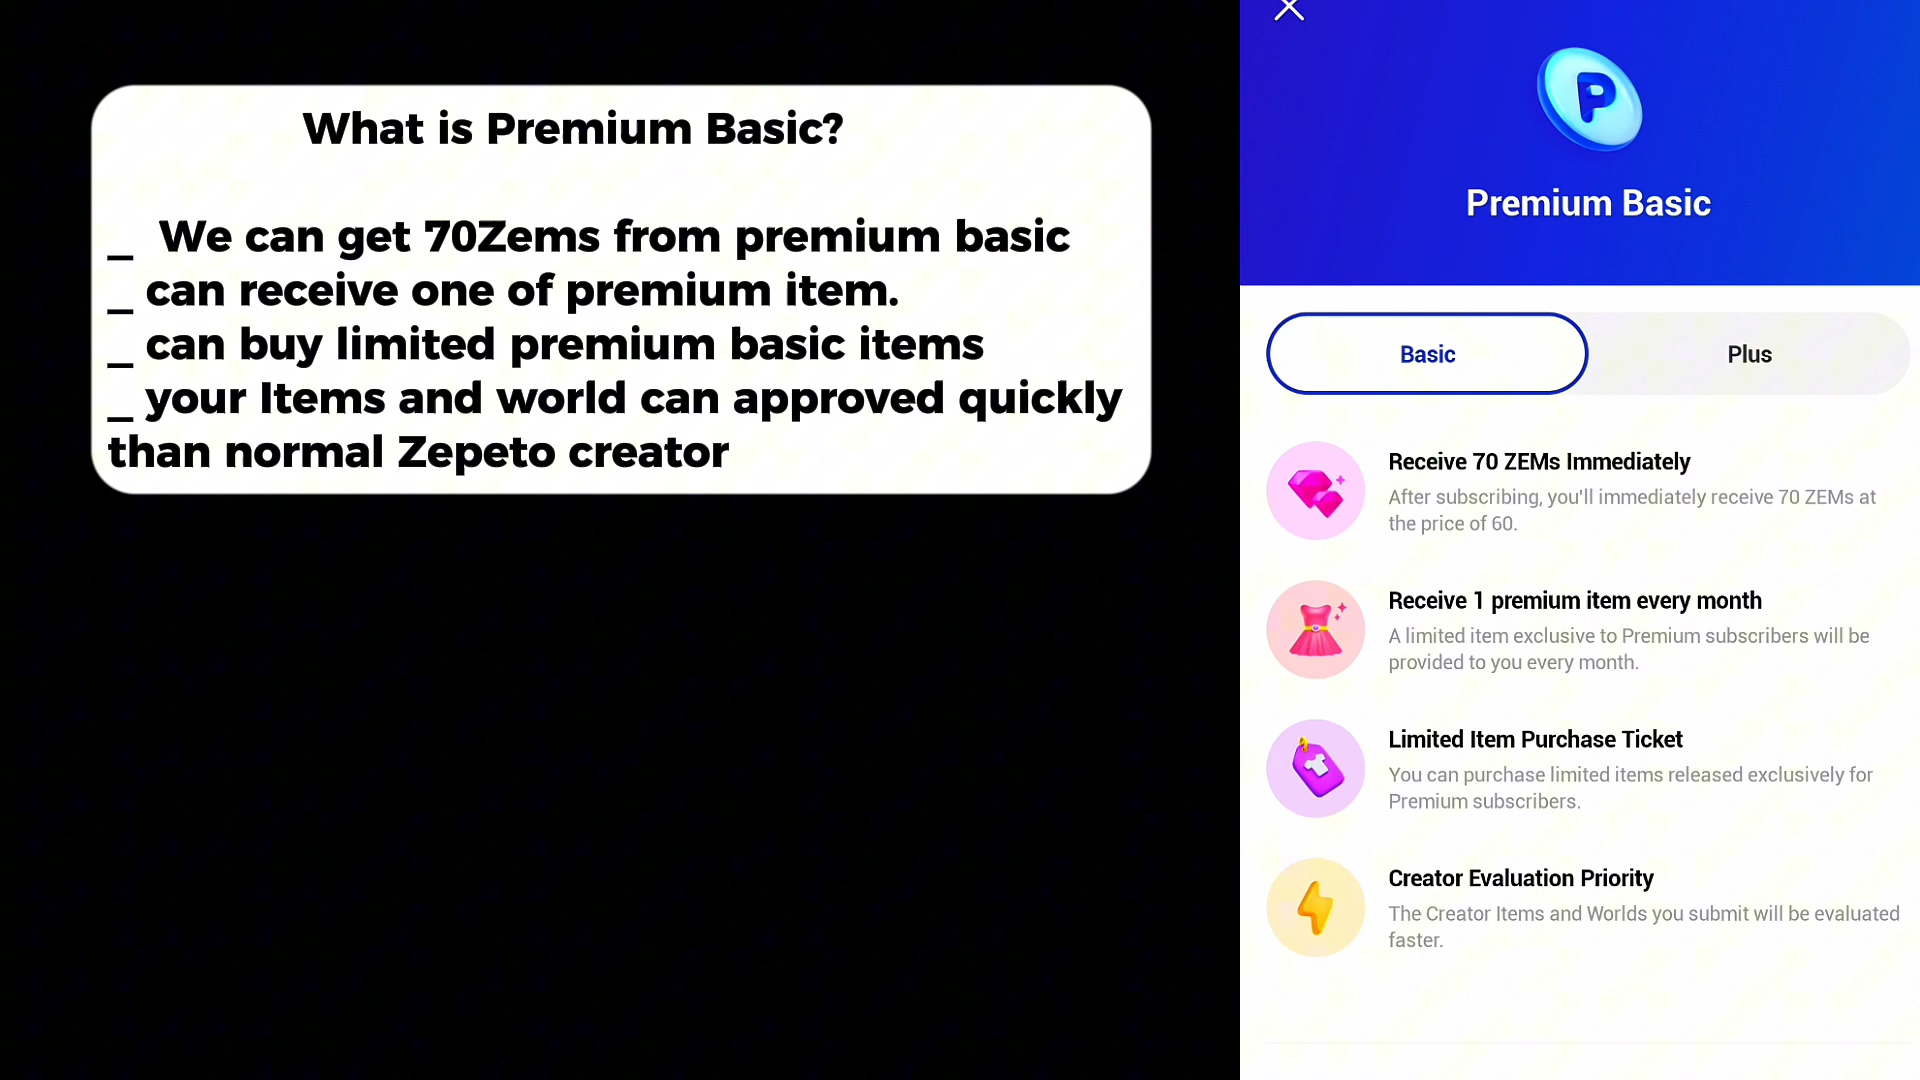 What is Premium Basic?
_ We can get 70Zems from premium basic
_ can receive one of premium item.
_ can buy limited premium basic items
_ your Items and world can approved quickly
than normal Zepeto creator
P
Premium Basic
Basic
Plus
Receive 70 ZEMs Immediately
After subscribing, you'll immediately receive 70 ZEMs at
the price of 60.
Receive 1 premium item every month
A limited item exclusive to Premium subscribers will be
provided to you every month.
Limited Item Purchase Ticket
You can purchase limited items released exclusively for
Premium subscribers.
Creator Evaluation Priority
The Creator Items and Worlds you submit will be evaluated
faster.